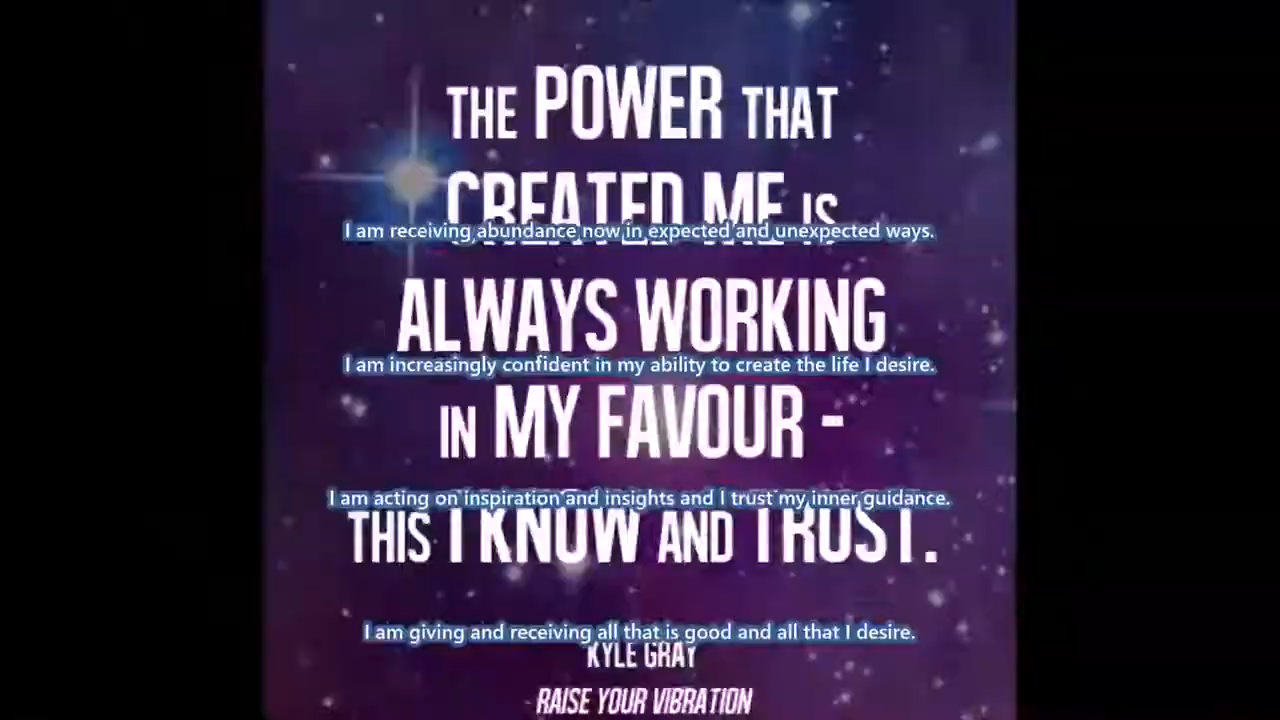 THE POWER THAT
CREATED ME IS
I am receiving abundance now in expected and unexpected ways.
ALWAYS WORKING
I am increasingly confident in my ability to create the life I desire.
IN MY FAVOUR -
I am acting on inspiration and insights and I trust my inner guidance.
THIS I KNOW AND TRUST.
I am giving and receiving all that is good and all that I desire.
KYLE GRAY
RAISE YOUR VIBRATION